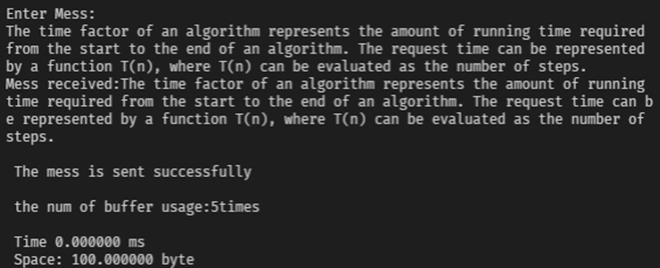 Enter Mess:
The time factor of an algorithm represents the amount of running time required
from the start to the end of an algorithm. The request time can be represented
by a function T(n), where T(n) can be evaluated as the number of steps.
Mess received:The time factor of an algorithm represents the amount of running
time required from the start to the end of an algorithm. The request time can b
e represented by a function T(n), where T(n) can be evaluated as the number of
steps.
The mess is sent successfully
the num of buffer usage:5times
Time 0.000000 ms
Space: 100.000000 byte